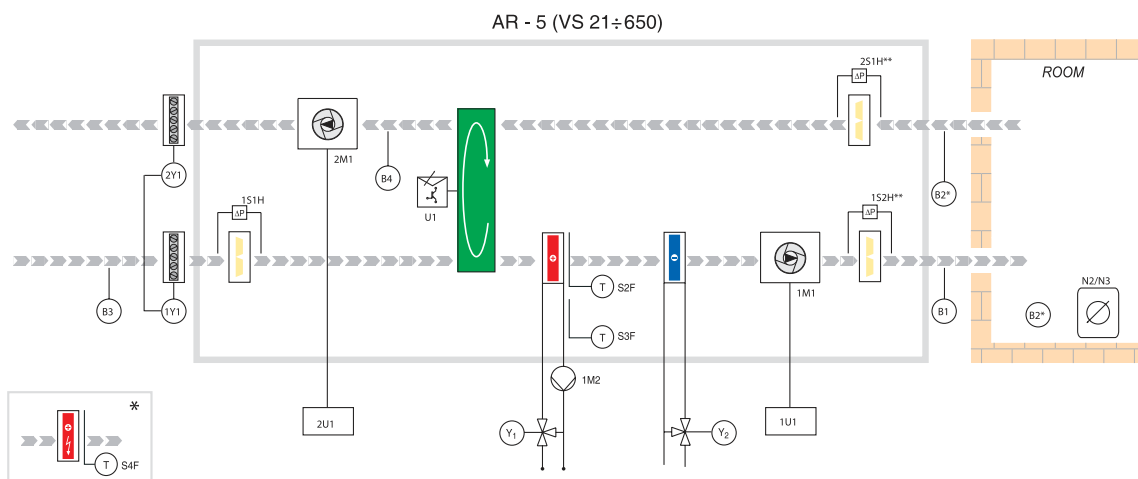 AR - 5 (VS 21÷650)
2S1H**
ΔP
ROOM
2M1
2Y1
B4
U1
B2*
1S1H
ΔP
1S2H**
ΔP
T S2F
1M1
N2/N3
B3
1Y1
B1
B2*
T S3F
1M2
2U1
1U1
Y1
Y2
*
T S4F